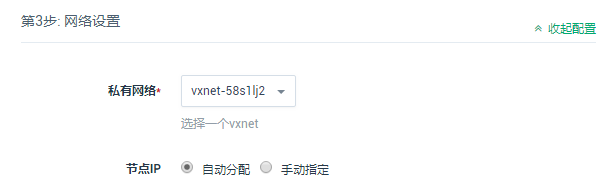 第3步: 网络设置
收起配置
私有网络* vxnet-58s1lj2
选择一个vxnet
节点IP 自动分配 手动指定